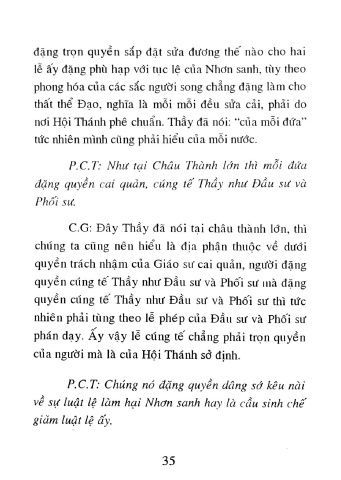 đặng trọn quyền sắp đặt sửa đương thế nào cho hai
lễ ấy đặng phù hạp với tục lệ của Nhơn sanh, tùy theo
phong hóa của các sắc người song chẳng đặng làm cho
thất thể Đạo, nghĩa là mỗi mỗi đều sửa cải, phải do
nơi Hội Thánh phê chuẩn. Thầy đã nói: “của mỗi đứa”
tức nhiên mình cũng phải hiểu của mỗi nước.
P.C.T: Như tại Châu Thành lớn thì mỗi đứa
đặng quyền cai quản, cúng tế Thầy như Đầu sư và
Phối sư.
C.G: Đây Thầy đã nói tại châu thành lớn, thì
chúng ta cũng nên hiểu là địa phận thuộc về dưới
quyền trách nhậm của Giáo sư cai quản, người đặng
quyền cúng tế Thầy như Đầu sư và Phối sư mà đặng
quyền cúng tế Thầy như Đầu sư và Phối sư thì tức
nhiên phải tùng theo lễ phép của Đầu sư và Phối sư
phán dạy. Ấy vậy lễ cúng tế chẳng phải trọn quyền
của người mà là của Hội Thánh sở định.
P.C.T: Chúng nó đặng quyền dâng sớ kêu nài
về sự luật lệ làm hại Nhơn sanh hay là cầu sinh chế
giảm luật lệ ấy.
35